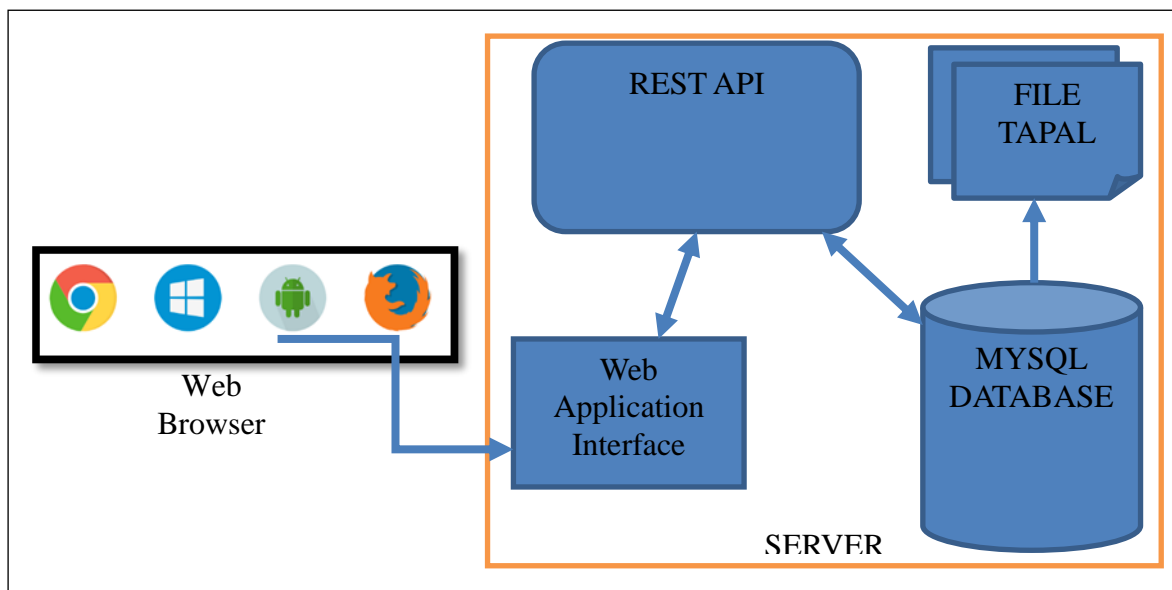 REST API
FILE
TAPAL
Web
Browser
Web
Application
Interface
MYSQL
DATABASE
SERVER